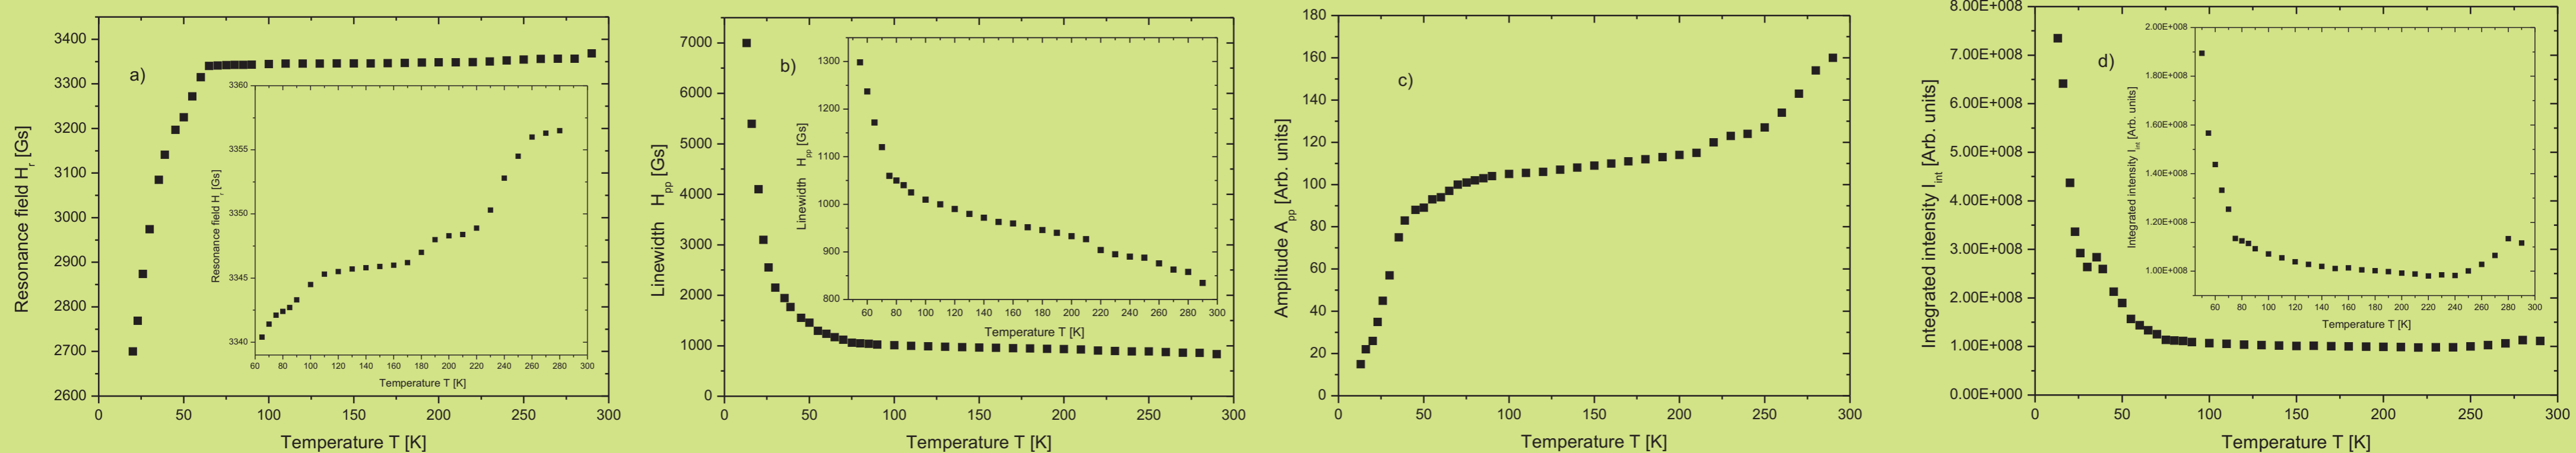 a)
3400
3300
3200
3100
3000
2900
2800
2700
2600
0 50 100 150 200 250 300
Resonance field Hr [Gs]
Temperature T [K]
3360
3355
3350
3345
3340
60 80 100 120 140 160 180 200 220 240 260 280 300
Resonance field Hr [Gs]
Temperature T [K]
b)
7000
6000
5000
4000
3000
2000
1000
0
0 50 100 150 200 250 300
Linewidth Hpp [Gs]
Temperature T [K]
1300
1200
1100
1000
900
800
60 80 100 120 140 160 180 200 220 240 260 280 300
Linewidth Hpp [Gs]
Temperature T [K]
c)
180
160
140
120
100
80
60
40
20
0
0 50 100 150 200 250 300
Amplitude App [Arb. units]
Temperature T [K]
d)
8.00E+008
7.00E+008
6.00E+008
5.00E+008
4.00E+008
3.00E+008
2.00E+008
1.00E+008
0.00E+000
0 50 100 150 200 250 300
Integrated intensity Iint [Arb. units]
Temperature T [K]
2.00E+008
1.80E+008
1.60E+008
1.40E+008
1.20E+008
1.00E+008
60 80 100 120 140 160 180 200 220 240 260 280 300
Integrated intensity Iint [Arb. units]
Temperature T [K]